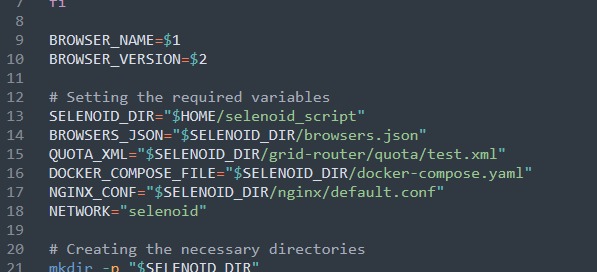 7 fi
8
9 BROWSER_NAME=$1
10 BROWSER_VERSION=$2
11
12 # Setting the required variables
13 SELENOID_DIR="$HOME/selenoid_script"
14 BROWSERS_JSON="$SELENOID_DIR/browsers.json"
15 QUOTA_XML="$SELENOID_DIR/grid-router/quota/test.xml"
16 DOCKER_COMPOSE_FILE="$SELENOID_DIR/docker-compose.yaml"
17 NGINX_CONF="$SELENOID_DIR/nginx/default.conf"
18 NETWORK="selenoid"
19
20 # Creating the necessary directories
21 mkdir -p "$SELENOID_DIR"